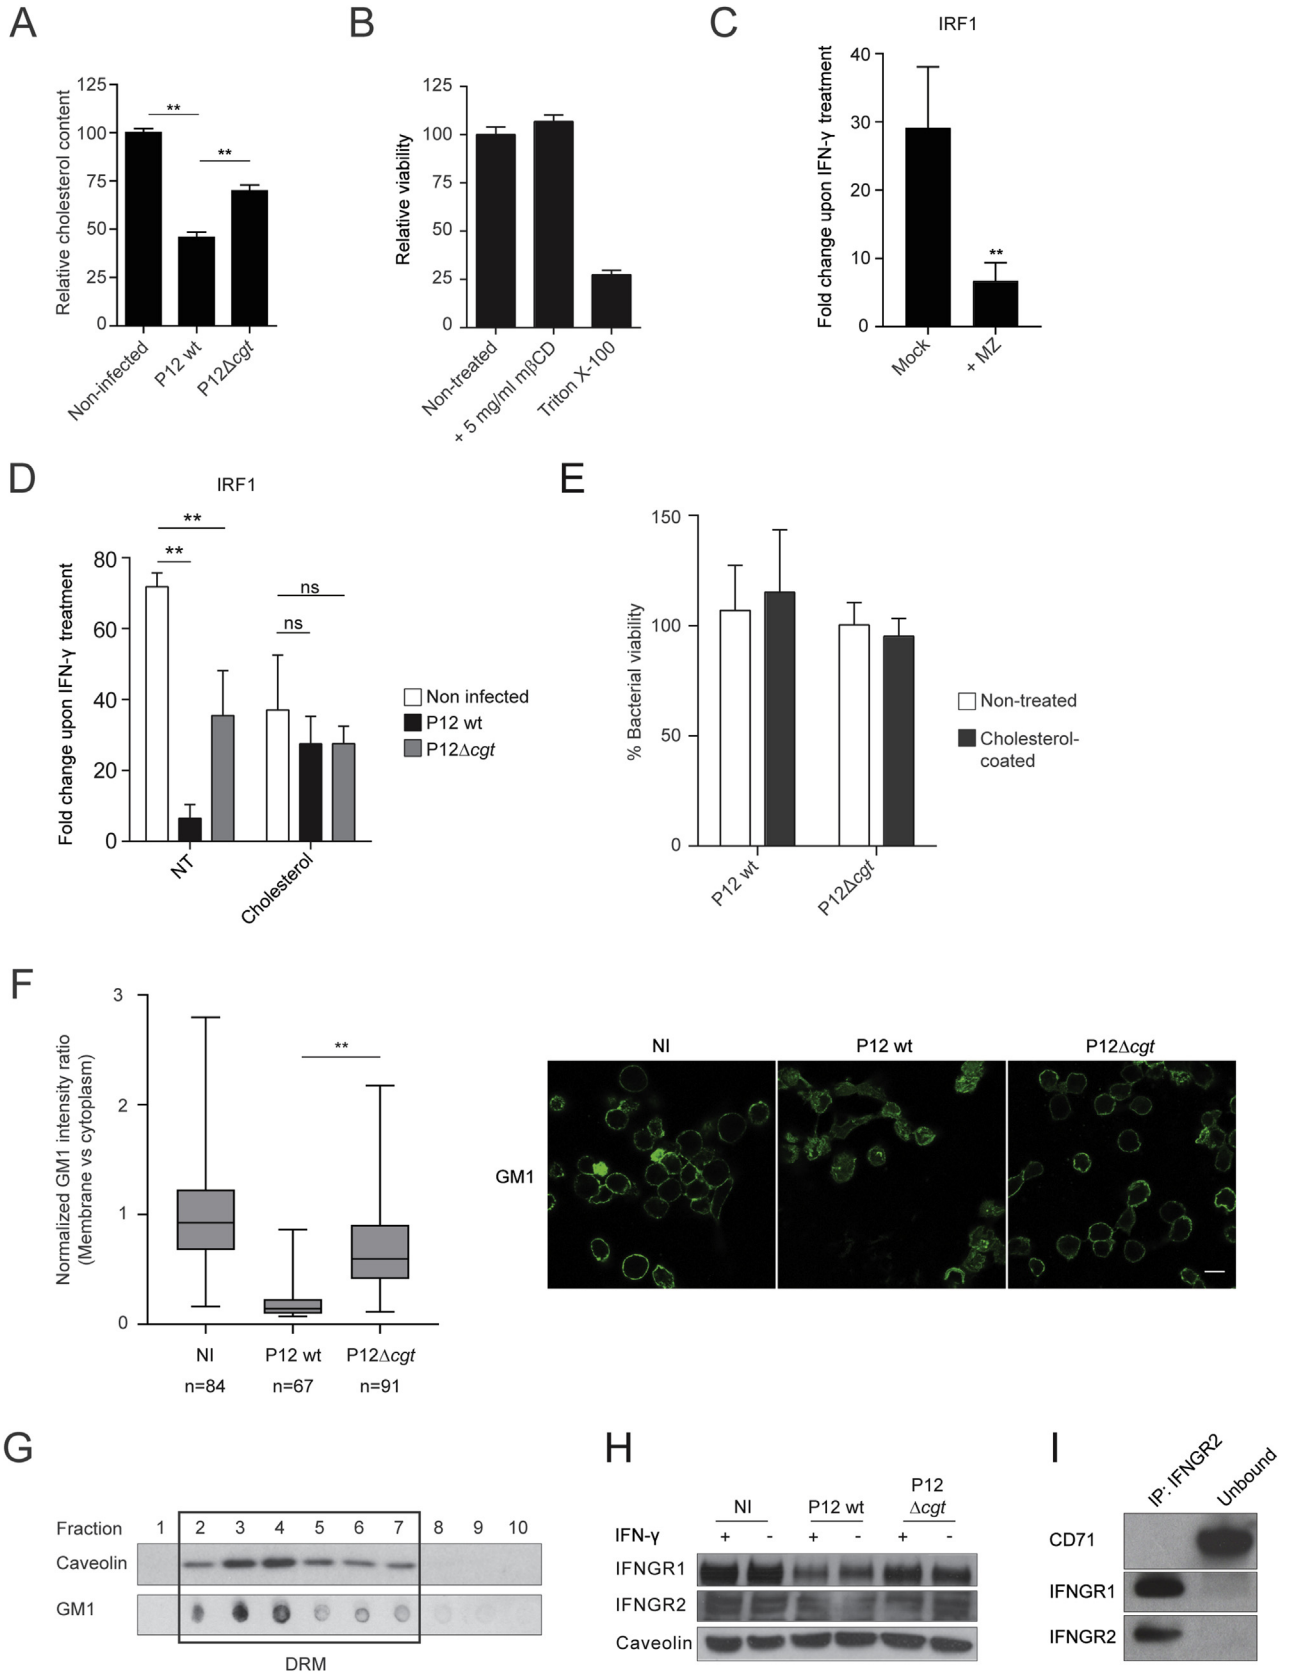 A
Relative cholesterol content
125
100
75
50
25
0
**
**
Non-infected
P12 wt
P12Δcgt
B
Relative viability
125
100
75
50
25
0
Non-treated
+ 5 mg/ml mβCD
Triton X-100
C
IRF1
Fold change upon IFN-γ treatment
40
30
20
10
0
**
Mock
+ MZ
D
IRF1
Fold change upon IFN-γ treatment
80
60
40
20
0
**
**
ns
ns
NT
Cholesterol
Non infected
P12 wt
P12Δcgt
E
% Bacterial viability
150
100
50
0
P12 wt
P12Δcgt
Non-treated
Cholesterol-
coated
F
Normalized GM1 intensity ratio
(Membrane vs cytoplasm)
3
2
1
0
**
NI
P12 wt
P12Δcgt
n=84
n=67
n=91
NI
P12 wt
P12Δcgt
GM1
G
Fraction 1 2 3 4 5 6 7 8 9 10
Caveolin
GM1
DRM
H
NI
P12 wt
P12
Δcgt
IFN-γ + - + - + -
IFNGR1
IFNGR2
Caveolin
I
IP: IFNGR2
Unbound
CD71
IFNGR1
IFNGR2